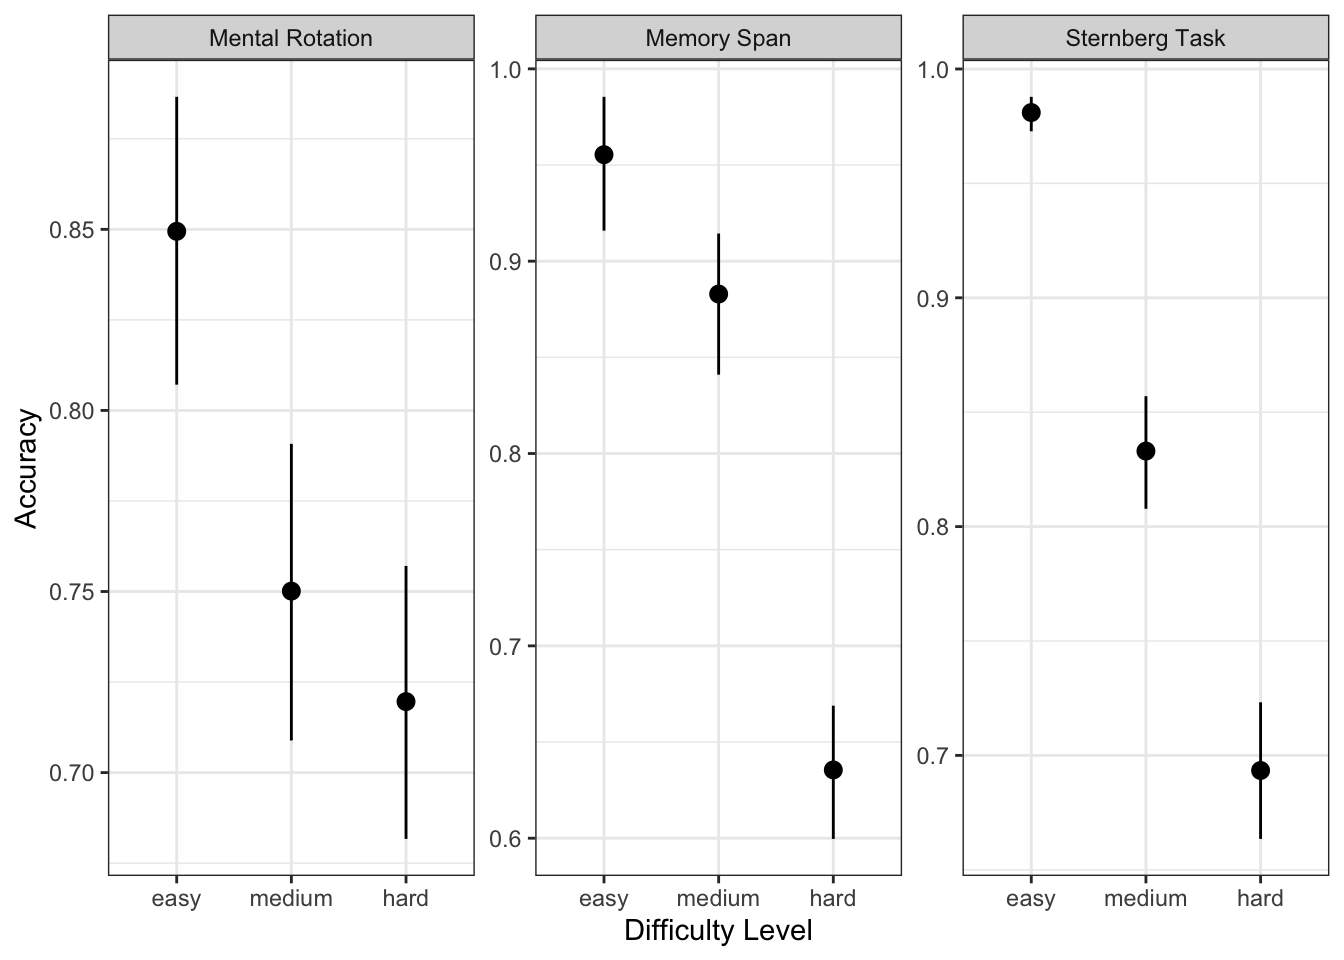 Mental Rotation
Memory Span
Sternberg Task
Accuracy
0.85
0.80
0.75
0.70
1.0
0.9
0.8
0.7
0.6
1.0
0.9
0.8
0.7
easy medium hard
easy medium hard
easy medium hard
Difficulty Level